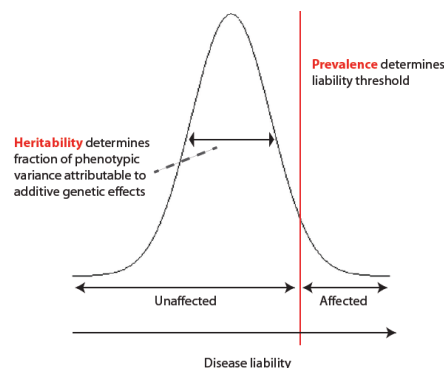 Prevalence determines
liability threshold
Heritability determines
fraction of phenotypic
variance attributable to
additive genetic effects
Unaffected
Affected
Disease liability